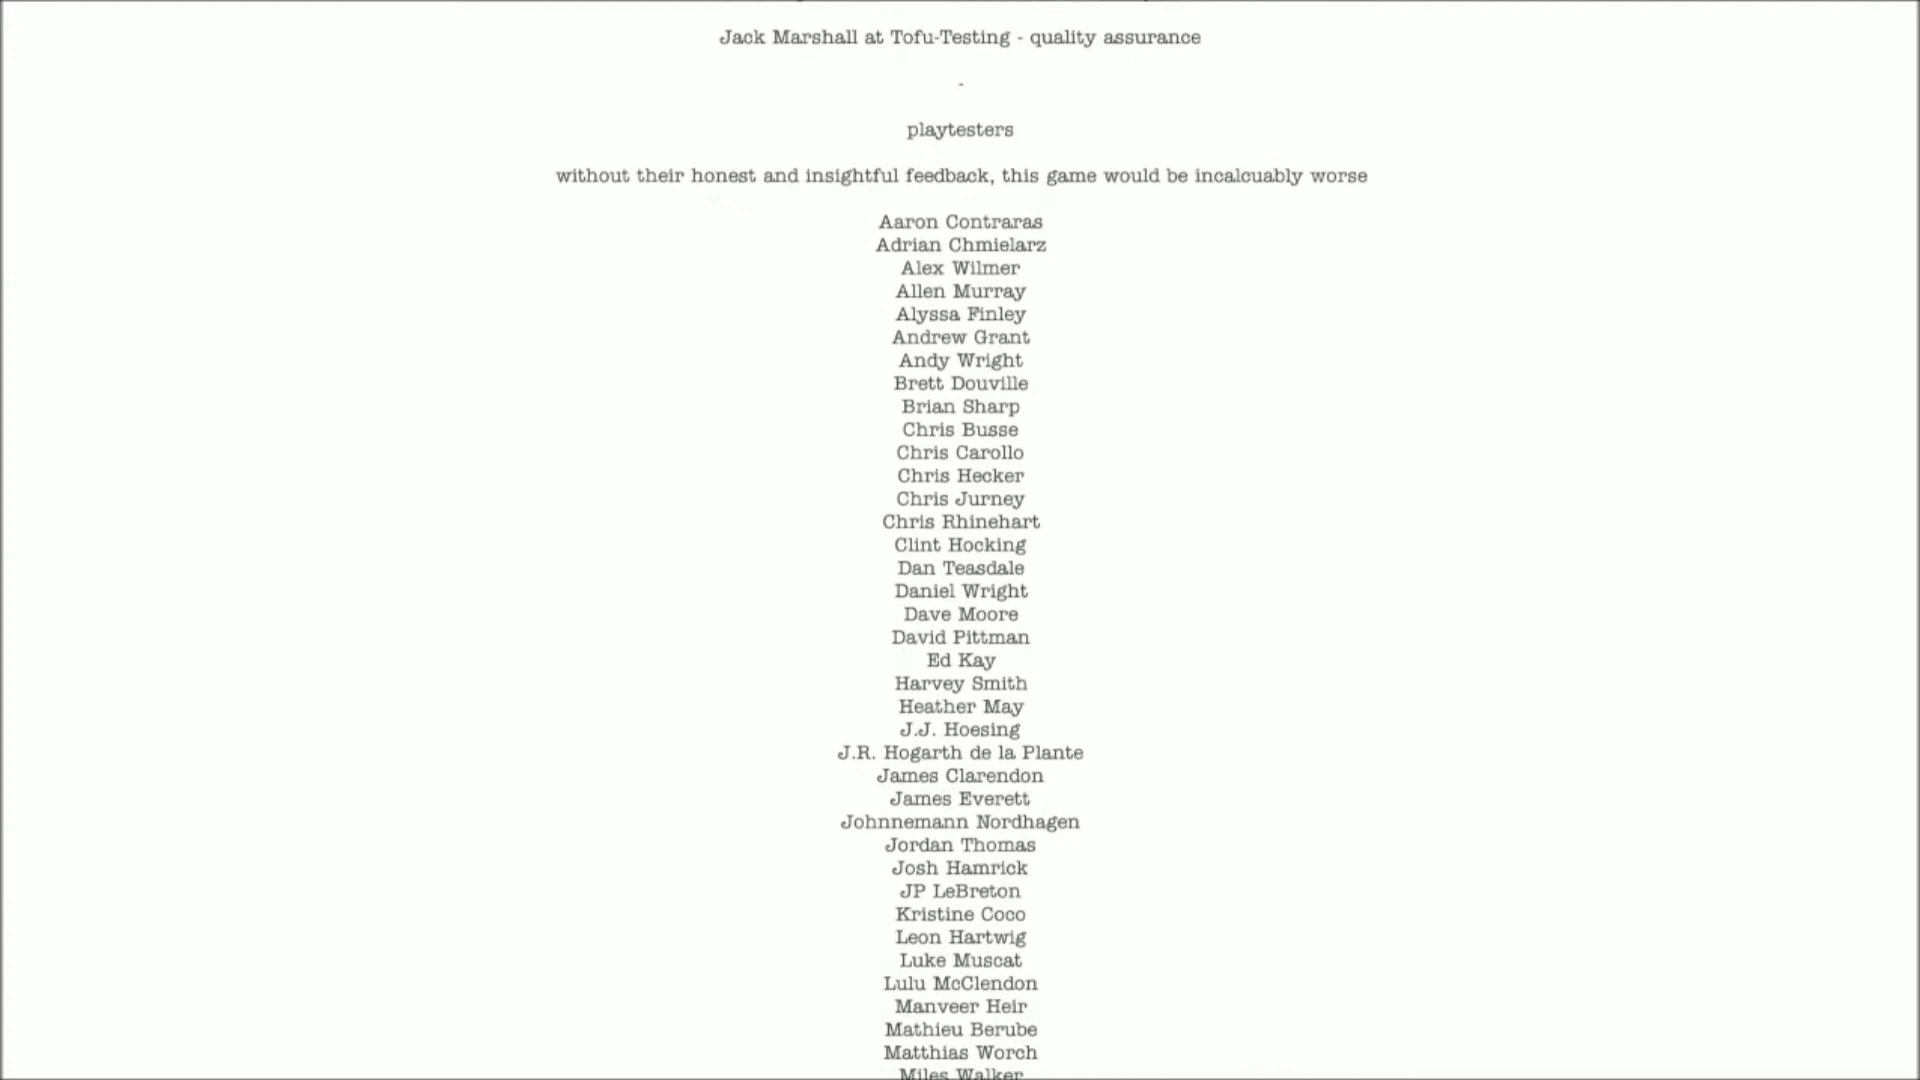 Jack Marshall at Tofu-Testing - quality assurance
-
playtesters
without their honest and insightful feedback, this game would be incalcuably worse
Aaron Contraras
Adrian Chmielarz
Alex Wilmer
Allen Murray
Alyssa Finley
Andrew Grant
Andy Wright
Brett Douville
Brian Sharp
Chris Busse
Chris Carollo
Chris Hecker
Chris Jurney
Chris Rhinehart
Clint Hocking
Dan Teasdale
Daniel Wright
Dave Moore
David Pittman
Ed Kay
Harvey Smith
Heather May
J.J. Hoesing
J.R. Hogarth de la Plante
James Clarendon
James Everett
Johnnemann Nordhagen
Jordan Thomas
Josh Hamrick
JP LeBreton
Kristine Coco
Leon Hartwig
Luke Muscat
Lulu McClendon
Manveer Heir
Mathieu Berube
Matthias Worch
Miles Walker